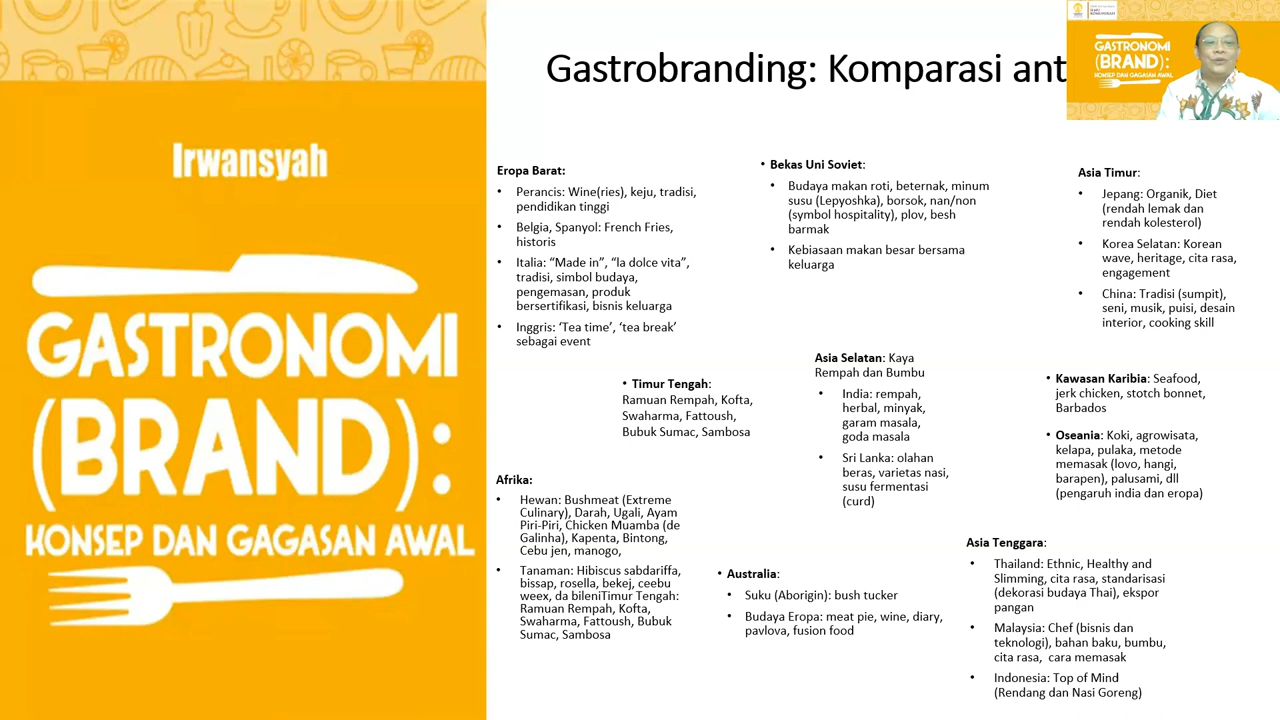 Irwansyah
GASTRONOMI
(BRAND):
KONSEP DAN GAGASAN AWAL
Gastrobranding: Komparasi ant
GASTRONOMI
(BRAND):
KONSEP DAN GAGASAN AWAL
Eropa Barat:
• Perancis: Wine(ries), keju, tradisi,
pendidikan tinggi
• Belgia, Spanyol: French Fries,
historis
• Italia: “Made in”, “la dolce vita”,
tradisi, simbol budaya,
pengemasan, produk
bersertifikasi, bisnis keluarga
• Inggris: ‘Tea time’, ‘tea break’
sebagai event
• Bekas Uni Soviet:
• Budaya makan roti, beternak, minum
susu (Lepyoshka), borsok, nan/non
(symbol hospitality), plov, besh
barmak
• Kebiasaan makan besar bersama
keluarga
Asia Timur:
• Jepang: Organik, Diet
(rendah lemak dan
rendah kolesterol)
• Korea Selatan: Korean
wave, heritage, cita rasa,
engagement
• China: Tradisi (sumpit),
seni, musik, puisi, desain
interior, cooking skill
• Timur Tengah:
Ramuan Rempah, Kofta,
Swaharma, Fattoush,
Bubuk Sumac, Sambosa
Asia Selatan: Kaya
Rempah dan Bumbu
• India: rempah,
herbal, minyak,
garam masala,
goda masala
• Sri Lanka: olahan
beras, varietas nasi,
susu fermentasi
(curd)
• Kawasan Karibia: Seafood,
jerk chicken, stotch bonnet,
Barbados
• Oseania: Koki, agrowisata,
kelapa, pulaka, metode
memasak (lovo, hangi,
barapen), palusami, dll
(pengaruh india dan eropa)
Afrika:
• Hewan: Bushmeat (Extreme
Culinary), Darah, Ugali, Ayam
Piri-Piri, Chicken Muamba (de
Galinha), Kapenta, Bintong,
Cebu jen, manogo,
• Tanaman: Hibiscus sabdariffa,
bissap, rosella, bekej, ceebu
weex, da bileniTimur Tengah:
Ramuan Rempah, Kofta,
Swaharma, Fattoush, Bubuk
Sumac, Sambosa
• Australia:
• Suku (Aborigin): bush tucker
• Budaya Eropa: meat pie, wine, diary,
pavlova, fusion food
Asia Tenggara:
• Thailand: Ethnic, Healthy and
Slimming, cita rasa, standarisasi
(dekorasi budaya Thai), ekspor
pangan
• Malaysia: Chef (bisnis dan
teknologi), bahan baku, bumbu,
cita rasa, cara memasak
• Indonesia: Top of Mind
(Rendang dan Nasi Goreng)